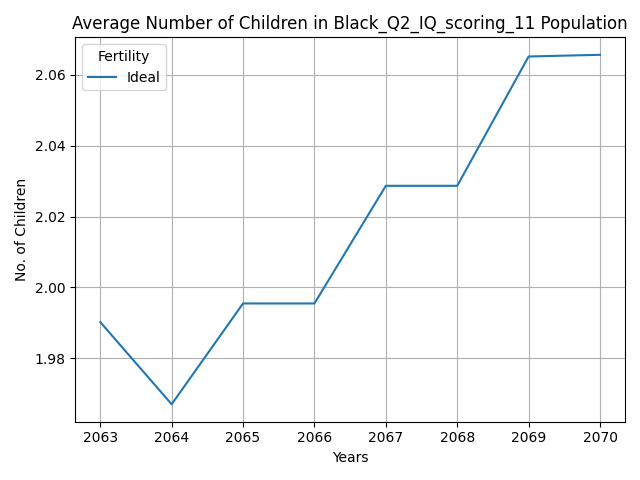 Average Number of Children in Black_Q2_IQ_scoring_11 Population
Fertility
Ideal
2.06
2.04
2.02
2.00
1.98
No. of Children
2063 2064 2065 2066 2067 2068 2069 2070
Years